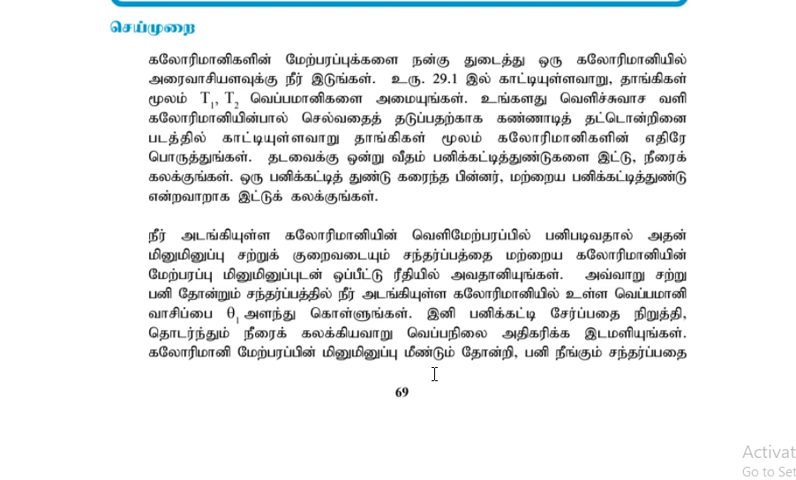 செய்முறை
கலோரிமானிகளின் மேற்பரப்புக்களை நன்கு துடைத்து ஒரு கலோரிமானியில்
அரைவாசியளவுக்கு நீர் இடுங்கள். உரு. 29.1 இல் காட்டியுள்ளவாறு, தாங்கிகள்
மூலம் T₁, T₂ வெப்பமானிகளை அமையுங்கள். உங்களது வெளிச்சுவாச வளி
கலோரிமானியின்பால் செல்வதைத் தடுப்பதற்காக கண்ணாடித் தட்டொன்றினை
படத்தில் காட்டியுள்ளவாறு தாங்கிகள் மூலம் கலோரிமானிகளின் எதிரே
பொருத்துங்கள். தடவைக்கு ஒன்று வீதம் பனிக்கட்டித்துண்டுகளை இட்டு, நீரைக்
கலக்குங்கள். ஒரு பனிக்கட்டித் துண்டு கரைந்த பின்னர், மற்றைய பனிக்கட்டித்துண்டு
என்றவாறாக இட்டுக் கலக்குங்கள்.
நீர் அடங்கியுள்ள கலோரிமானியின் வெளிமேற்பரப்பில் பனிபடிவதால் அதன்
மினுமினுப்பு சற்றுக் குறைவடையும் சந்தர்ப்பத்தை மற்றைய கலோரிமானியின்
மேற்பரப்பு மினுமினுப்புடன் ஒப்பீட்டு ரீதியில் அவதானியுங்கள். அவ்வாறு சற்று
பனி தோன்றும் சந்தர்ப்பத்தில் நீர் அடங்கியுள்ள கலோரிமானியில் உள்ள வெப்பமானி
வாசிப்பை θ₁ அளந்து கொள்ளுங்கள். இனி பனிக்கட்டி சேர்ப்பதை நிறுத்தி,
தொடர்ந்தும் நீரைக் கலக்கியவாறு வெப்பநிலை அதிகரிக்க இடமளியுங்கள்.
கலோரிமானி மேற்பரப்பின் மினுமினுப்பு மீண்டும் தோன்றி, பனி நீங்கும் சந்தர்ப்பதை
69
Activat
Go to Set